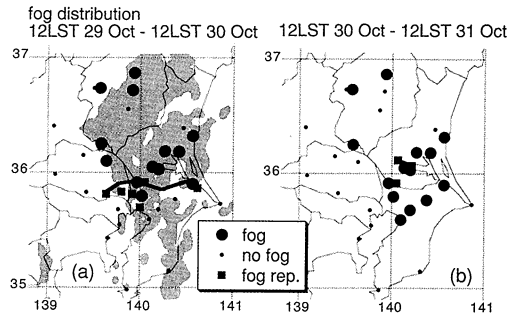 fog distribution
12LST 29 Oct - 12LST 30 Oct
12LST 30 Oct - 12LST 31 Oct
37
37
36
36
35
(a)
(b)
fog
no fog
fog rep.
139
140
141
139
140
141